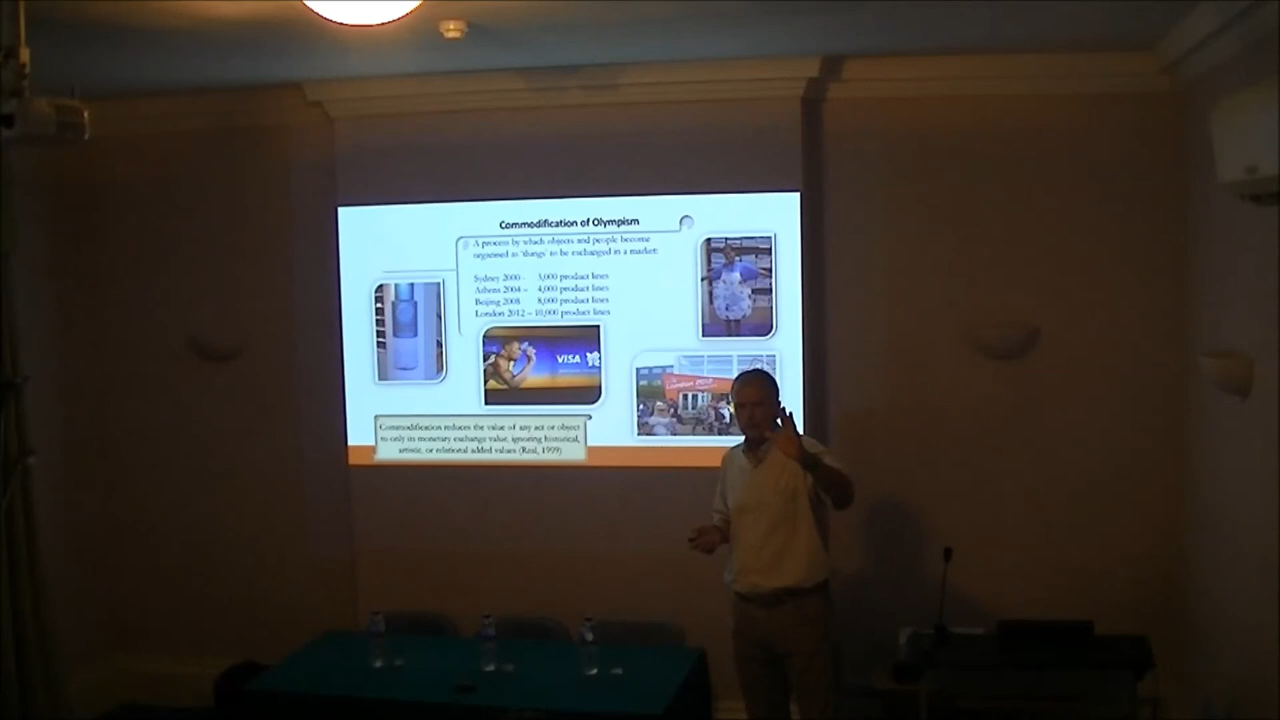 Commodification of Olympism
A process by which objects and people become
organised as 'things' to be exchanged in a market:
Sydney 2000 - 3,000 product lines
Athens 2004 – 4,000 product lines
Beijing 2008 8,000 product lines
London 2012 – 10,000 product lines
VISA
London 2012
Commodification reduces the value of any act or object
to only its monetary exchange value, ignoring historical,
artistic, or relational added values (Real, 1999)